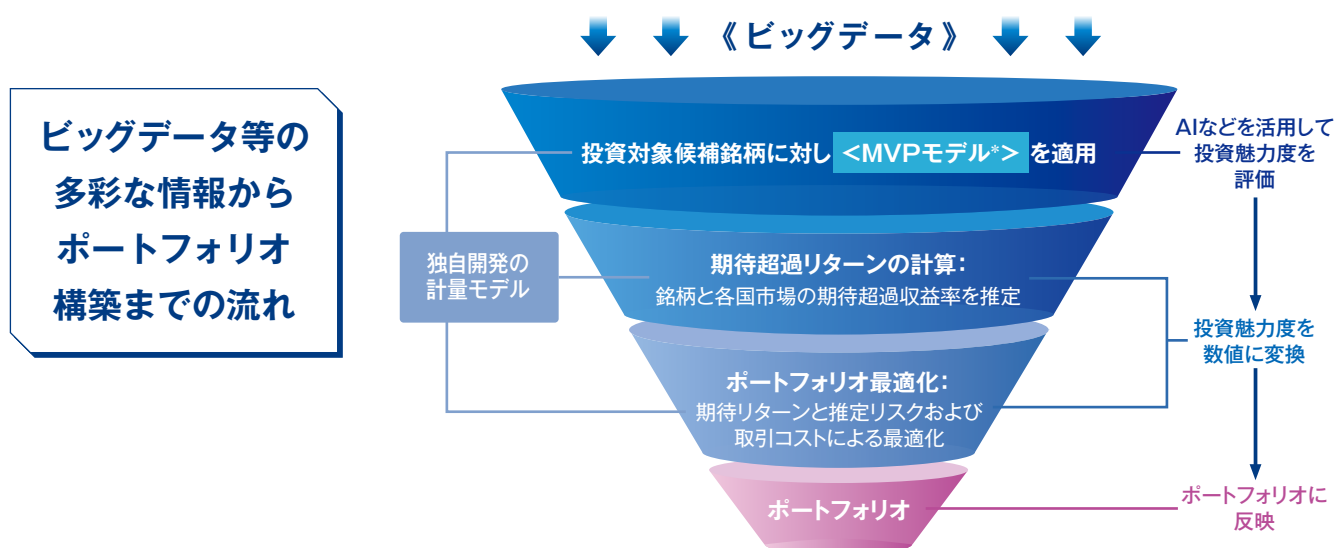 《ビッグデータ》
ビッグデータ等の
多彩な情報から
ポートフォリオ
構築までの流れ
投資対象候補銘柄に対し <MVPモデル*> を適用
AIなどを活用して
投資魅力度を
評価
独自開発の
計量モデル
期待超過リターンの計算：
銘柄と各国市場の期待超過収益率を推定
投資魅力度を
数値に変換
ポートフォリオ最適化：
期待リターンと推定リスクおよび
取引コストによる最適化
ポートフォリオ
ポートフォリオに
反映